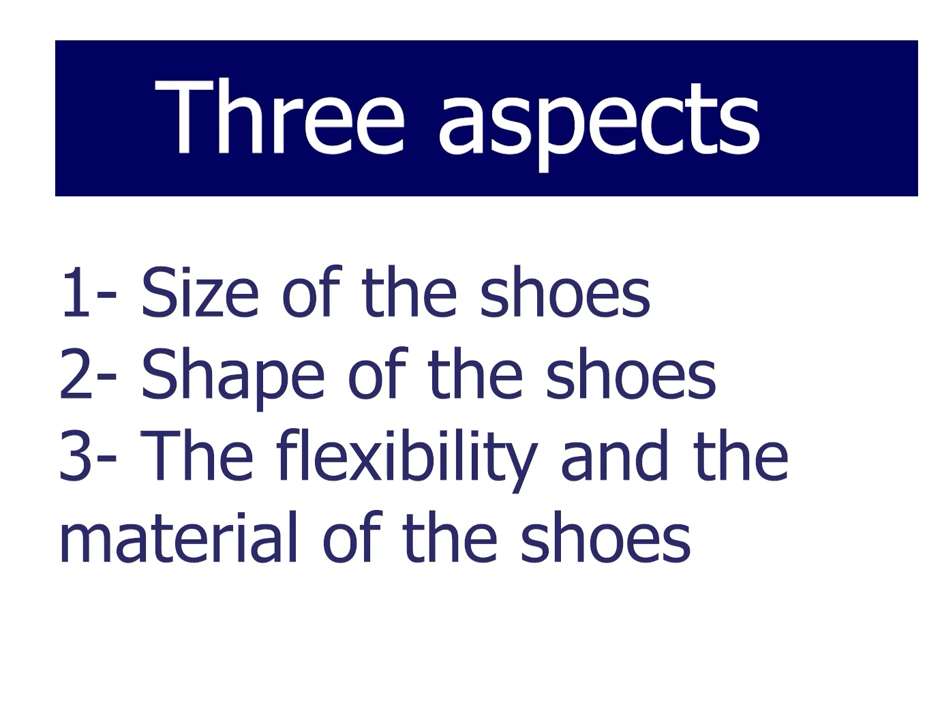 Three aspects
1- Size of the shoes
2- Shape of the shoes
3- The flexibility and the
material of the shoes